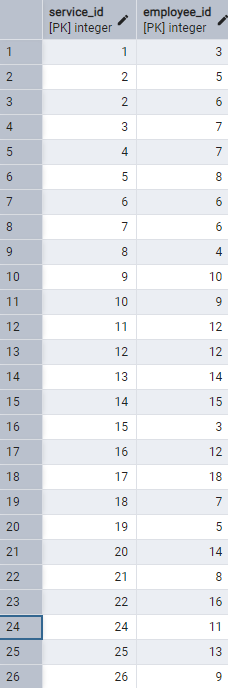 service_id employee_id
[PK] integer [PK] integer
1 1 3
2 2 5
3 2 6
4 3 7
5 4 7
6 5 8
7 6 6
8 7 6
9 8 4
10 9 10
11 10 9
12 11 12
13 12 12
14 13 14
15 14 15
16 15 3
17 16 12
18 17 18
19 18 7
20 19 5
21 20 14
22 21 8
23 22 16
24 24 11
25 25 13
26 26 9